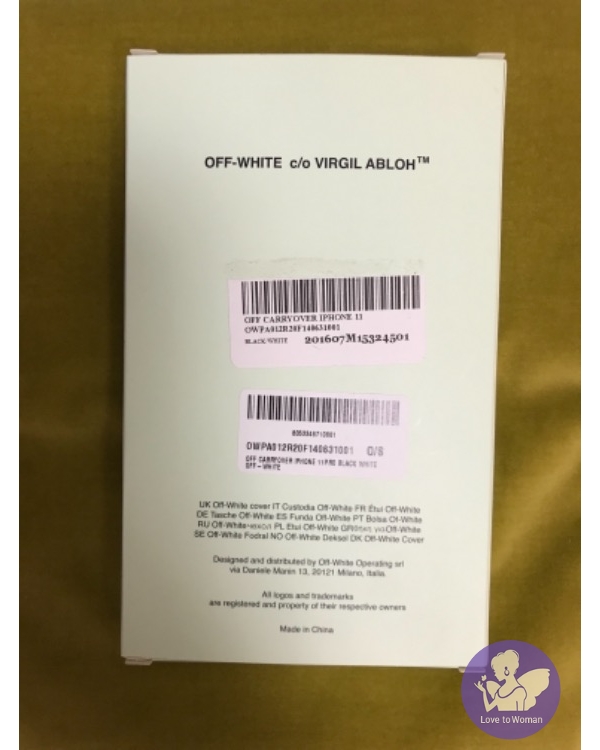 OFF-WHITE c/o VIRGIL ABLOH™
OFF CARRYOVER IPHONE 11
OWPA012R20F140631001
BLACK WHITE 201607M15324501
OWPA012R20F140631001 O/S
OFF CARRYOVER IPHONE 11PRO BLACK WHITE
OFF-WHITE
UK Off-White cover IT Custodia Off-White FR Étui Off-White
DE Tasche Off-White ES Funda Off-White PT Bolsa Of-White
RU Off-White PL Etui Off-White GR Off-White
SE Off-White Fodral NO Off-White Deksel DK Off-White Cover
Designed and distributed by Off-White Operating srl
via Daniele Manin 13, 20121 Milano, Italia.
All logos and trademarks
are registered and property of their respective owners
Made in China
Love to Woman